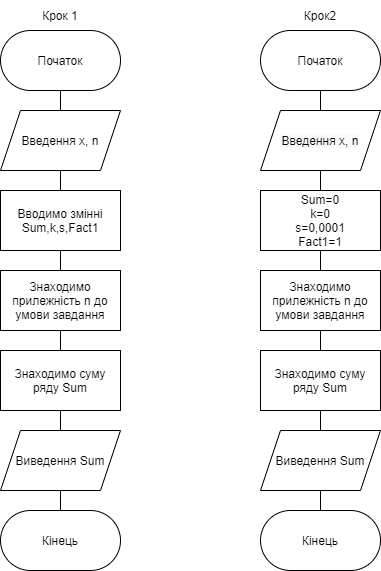 Крок 1
Початок
Введення x, n
Вводимо змінні
Sum,k,s,Fact1
Знаходимо
прилежність n до
умови завдання
Знаходимо суму
ряду Sum
Виведення Sum
Кінець
Крок2
Початок
Введення x, n
Sum=0
k=0
s=0,0001
Fact1=1
Знаходимо
прилежність n до
умови завдання
Знаходимо суму
ряду Sum
Виведення Sum
Кінець